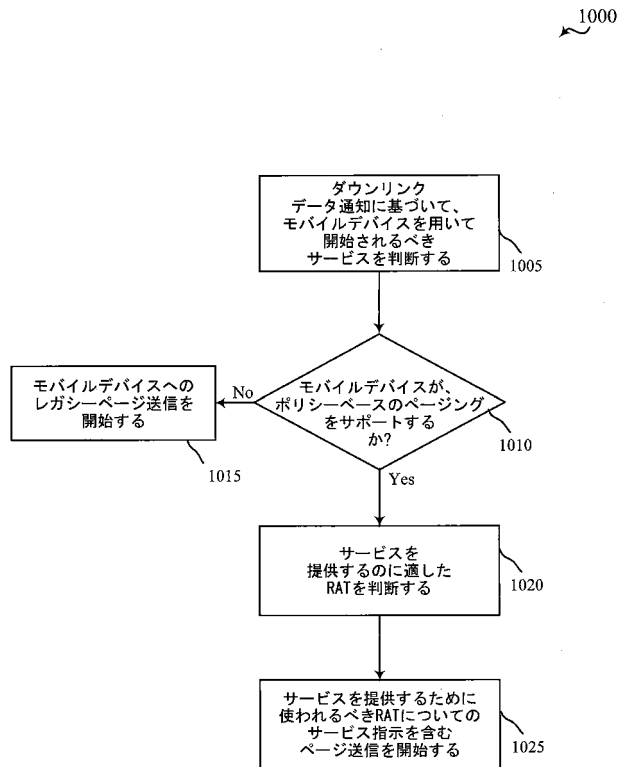 1000
ダウンリンク
データ通知に基づいて、
モバイルデバイスを用いて
開始されるべき
サービスを判断する
1005
モバイルデバイスが、
ポリシーベースのページング
をサポートする
か?
1010
No
モバイルデバイスへの
レガシーページ送信を
開始する
1015
Yes
サービスを
提供するのに適した
RATを判断する
1020
サービスを提供するために
使われるべきRATについての
サービス指示を含む
ページ送信を開始する
1025